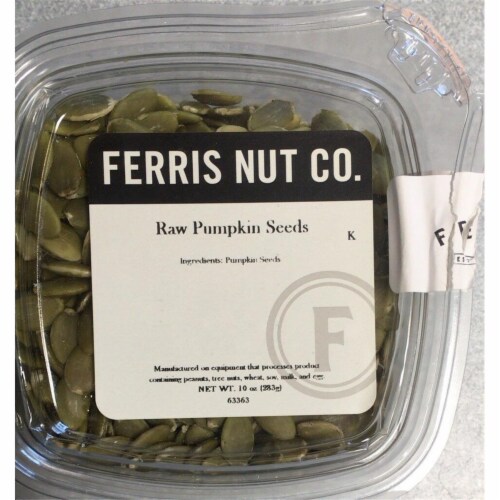 FERRIS NUT CO.
Raw Pumpkin Seeds
K
Ingredients: Pumpkin Seeds
F
Manufactured on equipment that processes product
containing peanuts, tree nuts, wheat, soy, milk, and egg
NET WT. 10 oz (283g)
63363
F FE